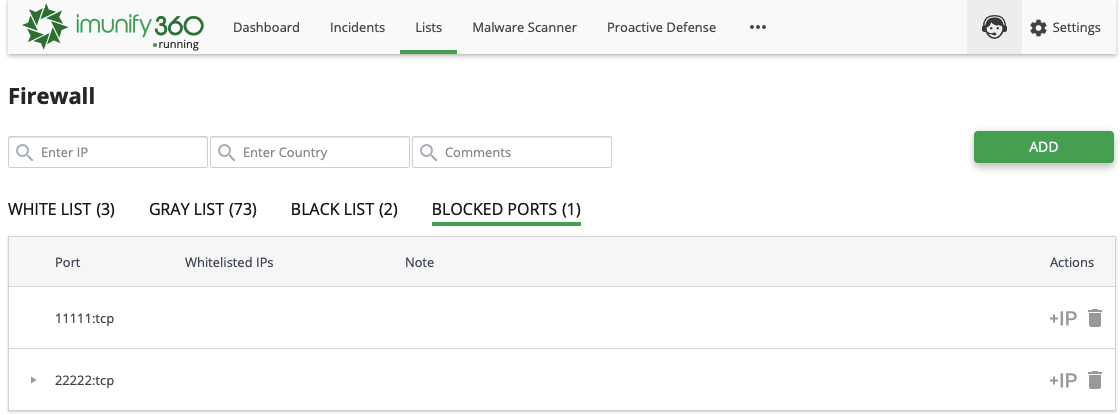 imunify360 Dashboard Incidents Lists Malware Scanner Proactive Defense ••• Settings
•running
Firewall
Enter IP Enter Country Comments ADD
WHITE LIST (3) GRAY LIST (73) BLACK LIST (2) BLOCKED PORTS (1)
Port Whitelisted IPs Note Actions
11111:tcp +IP
22222:tcp +IP